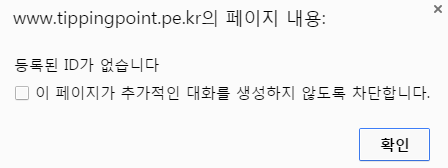 www.tippingpoint.pe.kr의 페이지 내용:
등록된 ID가 없습니다
이 페이지가 추가적인 대화를 생성하지 않도록 차단합니다.
확인